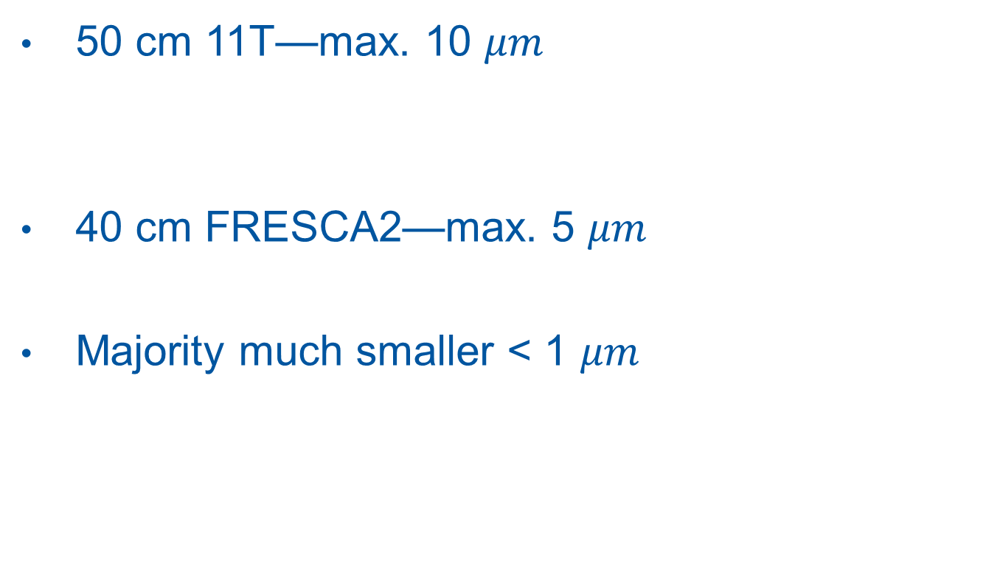 • 50 cm 11T—max. 10 𝜇𝑚
• 40 cm FRESCA2—max. 5 𝜇𝑚
• Majority much smaller < 1 𝜇𝑚